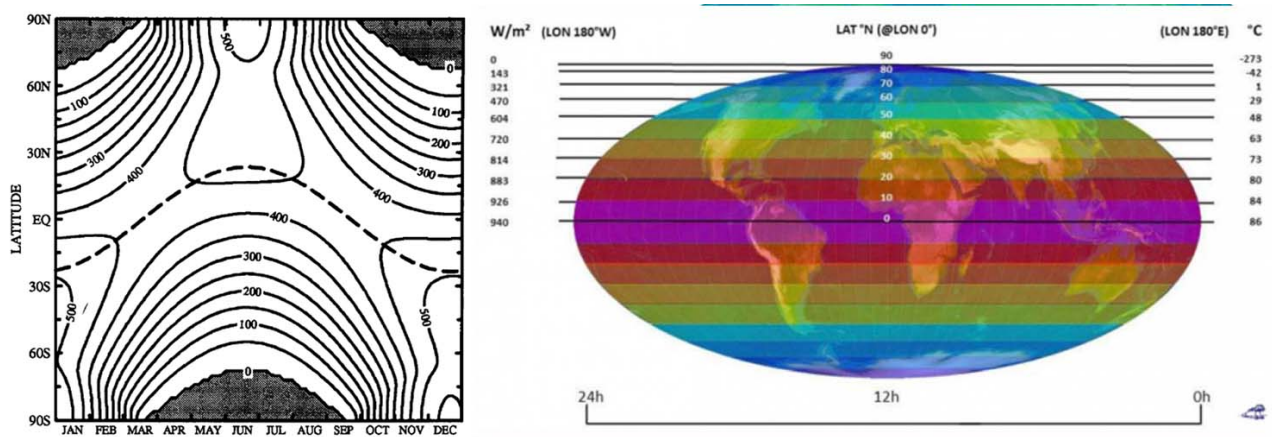 90N
60N
30N
EQ
30S
60S
90S
LATITUDE
500
0
100
100
200
300
300
400
400
400
300
200
100
0
500
500
JAN FEB MAR APR MAY JUN JUL AUG SEP OCT NOV DEC
W/m² (LON 180°W) LAT °N (@LON 0°) (LON 180°E) °C
0 90 -273
143 80 -42
321 70 1
470 60 29
604 50 48
720 40 63
814 30 73
883 20 80
926 10 84
940 0 86
24h 12h 0h